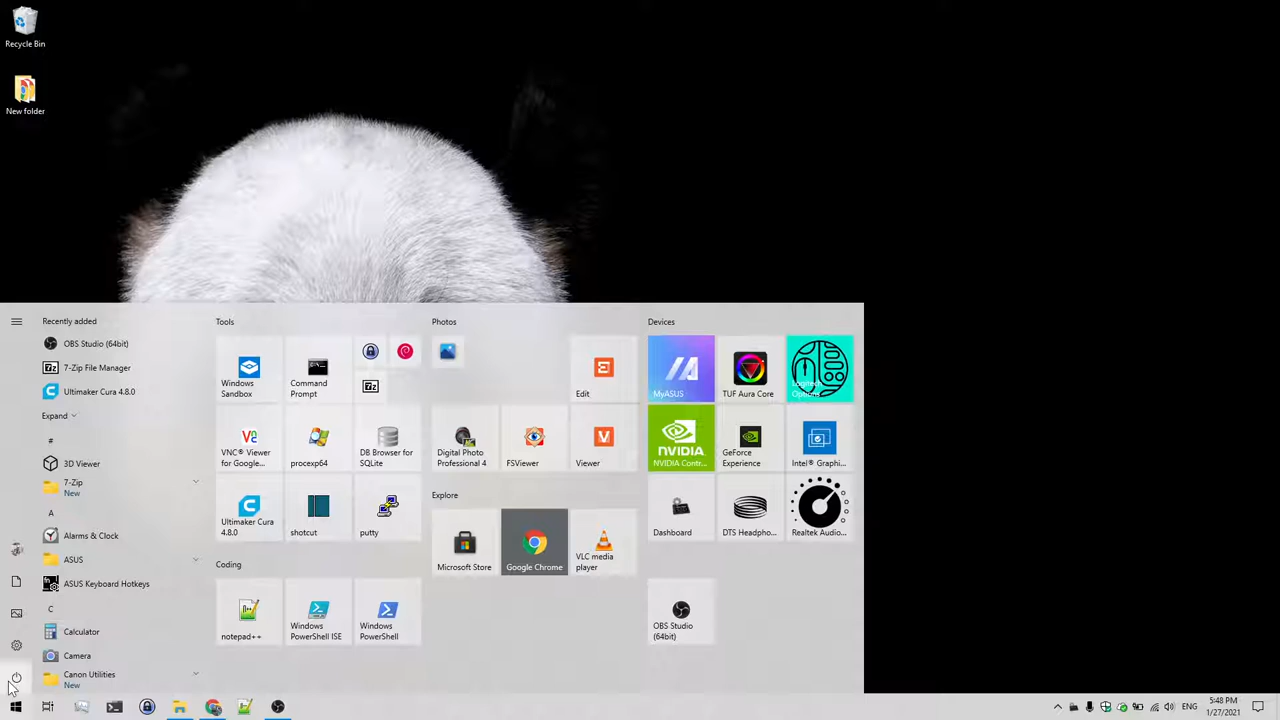 Recycle Bin
New folder
Recently added
OBS Studio (64bit)
7-Zip File Manager
Ultimaker Cura 4.8.0
Expand
#
3D Viewer
7-Zip
New
A
Alarms & Clock
ASUS
ASUS Keyboard Hotkeys
C
Calculator
Camera
Canon Utilities
New
Tools
Windows
Sandbox
Command
Prompt
7z
VNC® Viewer
for Google...
procexp64
DB Browser for
SQLite
Ultimaker Cura
4.8.0
shotcut
putty
Coding
notepad++
Windows
PowerShell ISE
Windows
PowerShell
Photos
Edit
Digital Photo
Professional 4
FSViewer
Viewer
Explore
Microsoft Store
Google Chrome
VLC media
player
Devices
MyASUS
TUF Aura Core
Logitech
Options
NVIDIA
NVIDIA Contr...
GeForce
Experience
Intel® Graphi...
Dashboard
DTS Headpho...
Realtek Audio...
OBS Studio
(64bit)
ENG
5:48 PM
1/27/2021